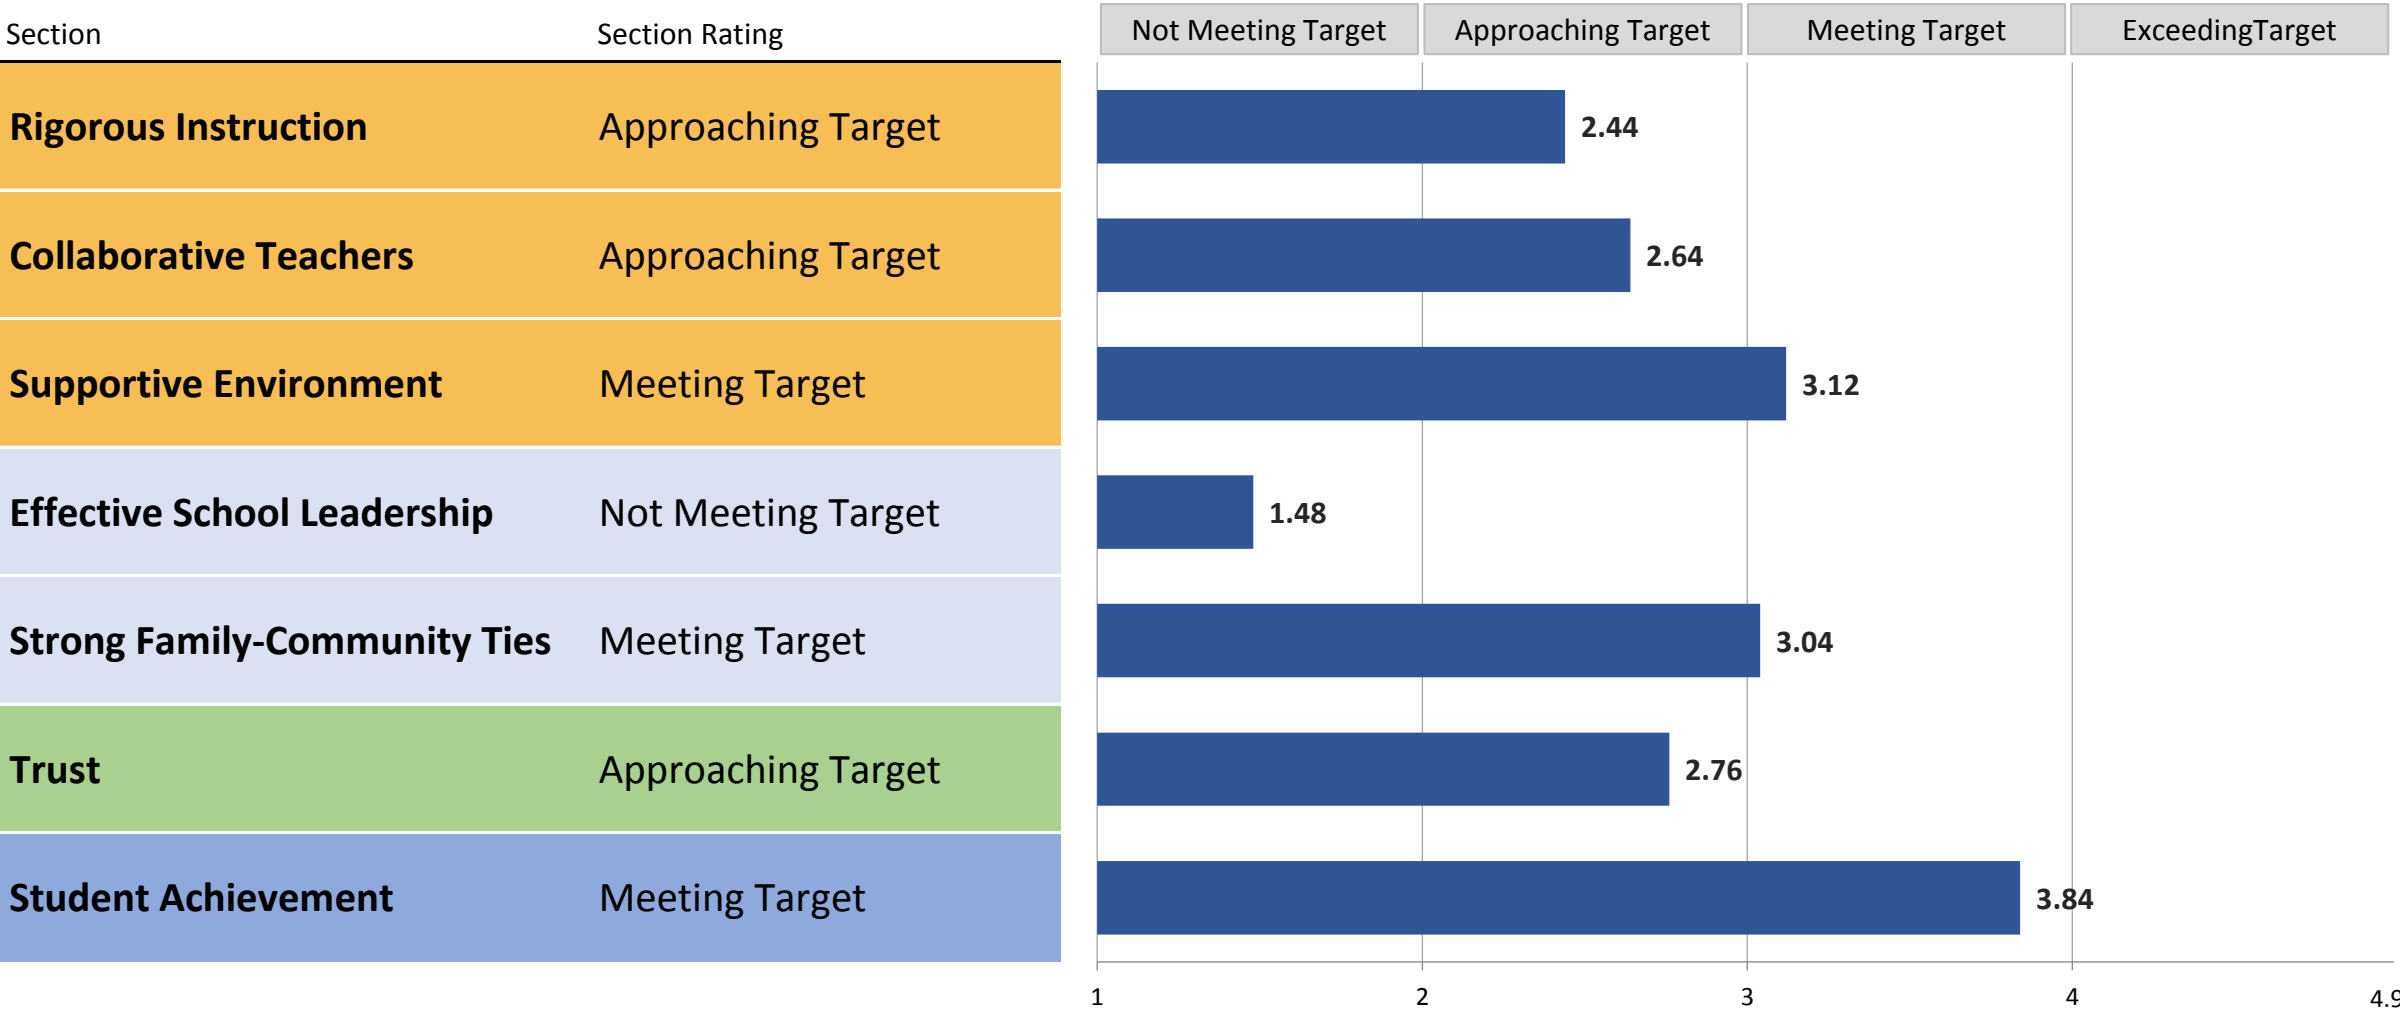 Section Section Rating Not Meeting Target Approaching Target Meeting Target ExceedingTarget
Rigorous Instruction Approaching Target 2.44
Collaborative Teachers Approaching Target 2.64
Supportive Environment Meeting Target 3.12
Effective School Leadership Not Meeting Target 1.48
Strong Family-Community Ties Meeting Target 3.04
Trust Approaching Target 2.76
Student Achievement Meeting Target 3.84
1 2 3 4 4.9